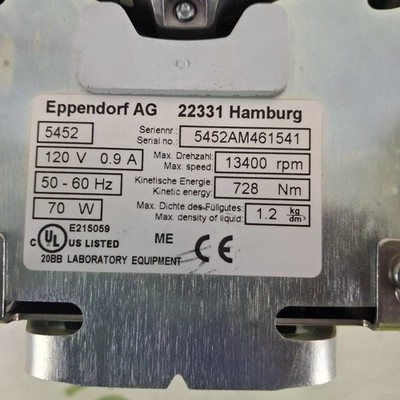 Eppendorf AG 22331 Hamburg
5452 Seriennr.: Serial no.: 5452AM461541
120 V 0.9 A Max. Drehzahl: Max. speed: 13400 rpm
50 - 60 Hz Kinetische Energie: Kinetic energy: 728 Nm
70 W Max. Dichte des Füllgutes: Max. density of liquid: 1.2 kg/dm³
E215059
C UL US LISTED ME CE
20BB LABORATORY EQUIPMENT